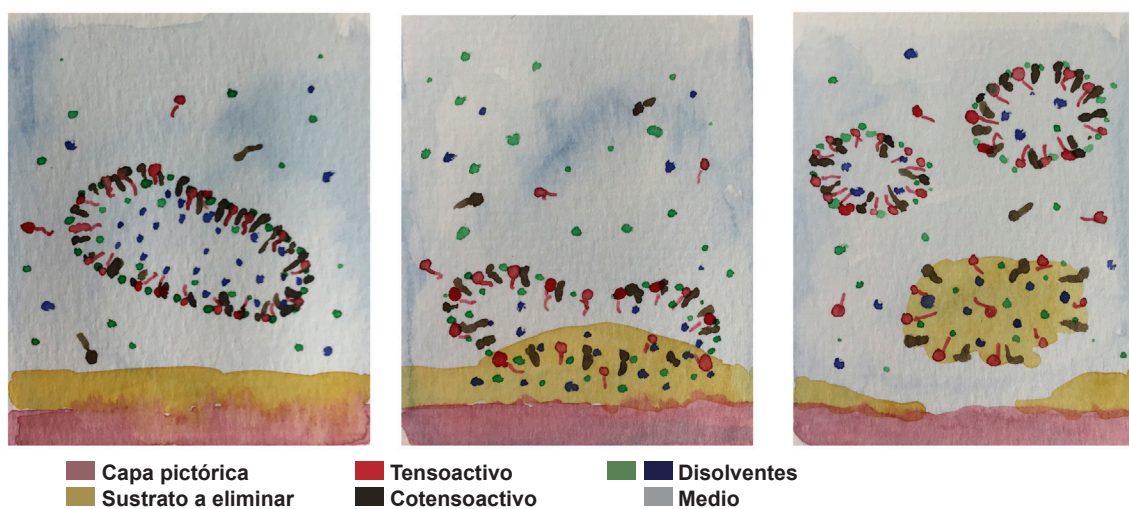 Capa pictórica
Tensoactivo
Disolventes
Sustrato a eliminar
Cotensoactivo
Medio